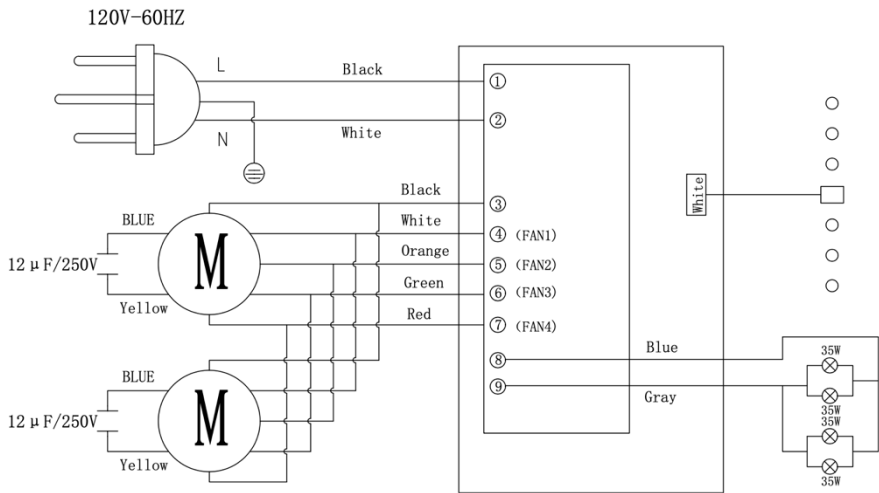 120V-60HZ
L
Black
①
②
N
White
Black
③
White
④ (FAN1)
Orange
⑤ (FAN2)
Green
⑥ (FAN3)
Red
⑦ (FAN4)
BLUE
M
12μF/250V
Yellow
BLUE
M
12μF/250V
Yellow
⑧
Blue
⑨
Gray
White
35W
35W
35W
35W